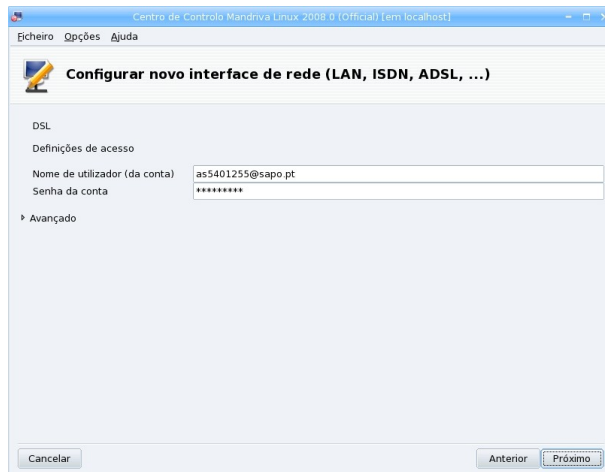 Centro de Controlo Mandriva Linux 2008.0 (Official) [em localhost]
Ficheiro Opções Ajuda
Configurar novo interface de rede (LAN, ISDN, ADSL, ...)
DSL
Definições de acesso
Nome de utilizador (da conta) as5401255@sapo.pt
Senha da conta *********
Avançado
Cancelar Anterior Próximo